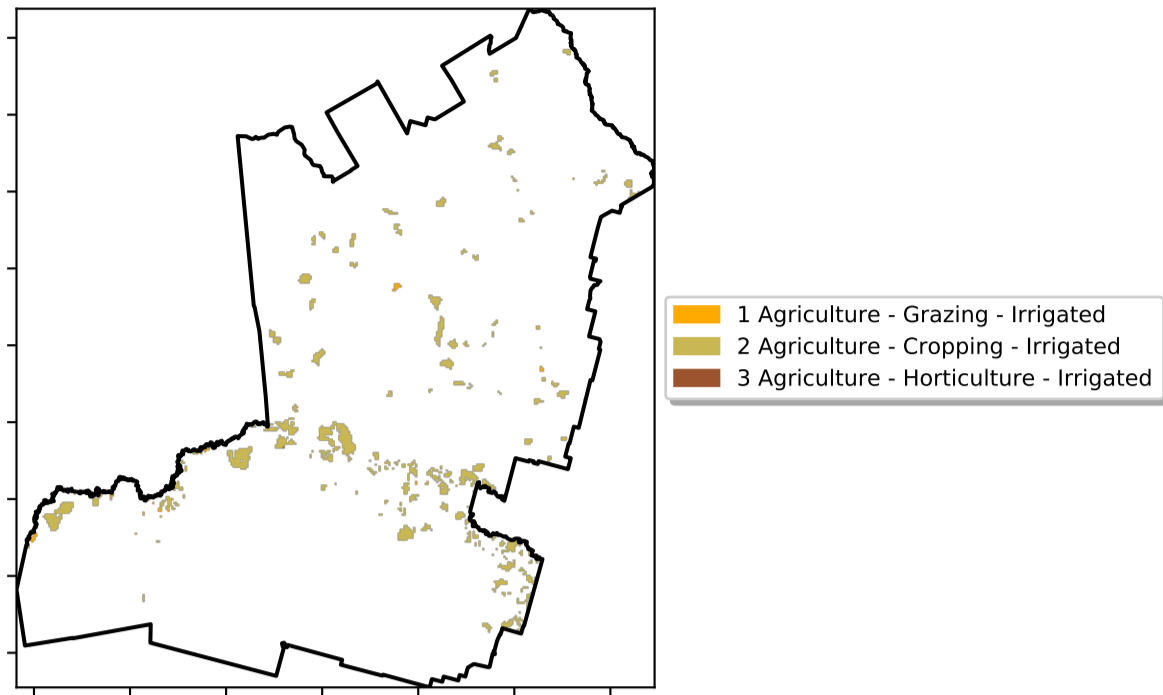 1 Agriculture - Grazing - Irrigated
2 Agriculture - Cropping - Irrigated
3 Agriculture - Horticulture - Irrigated